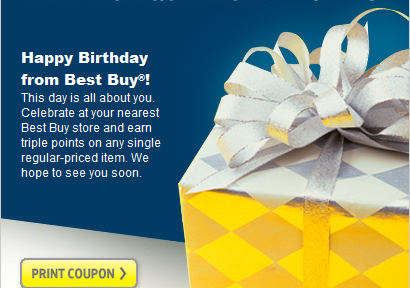 Happy Birthday
from Best Buy®!
This day is all about you.
Celebrate at your nearest
Best Buy store and earn
triple points on any single
regular-priced item. We
hope to see you soon.
PRINT COUPON >